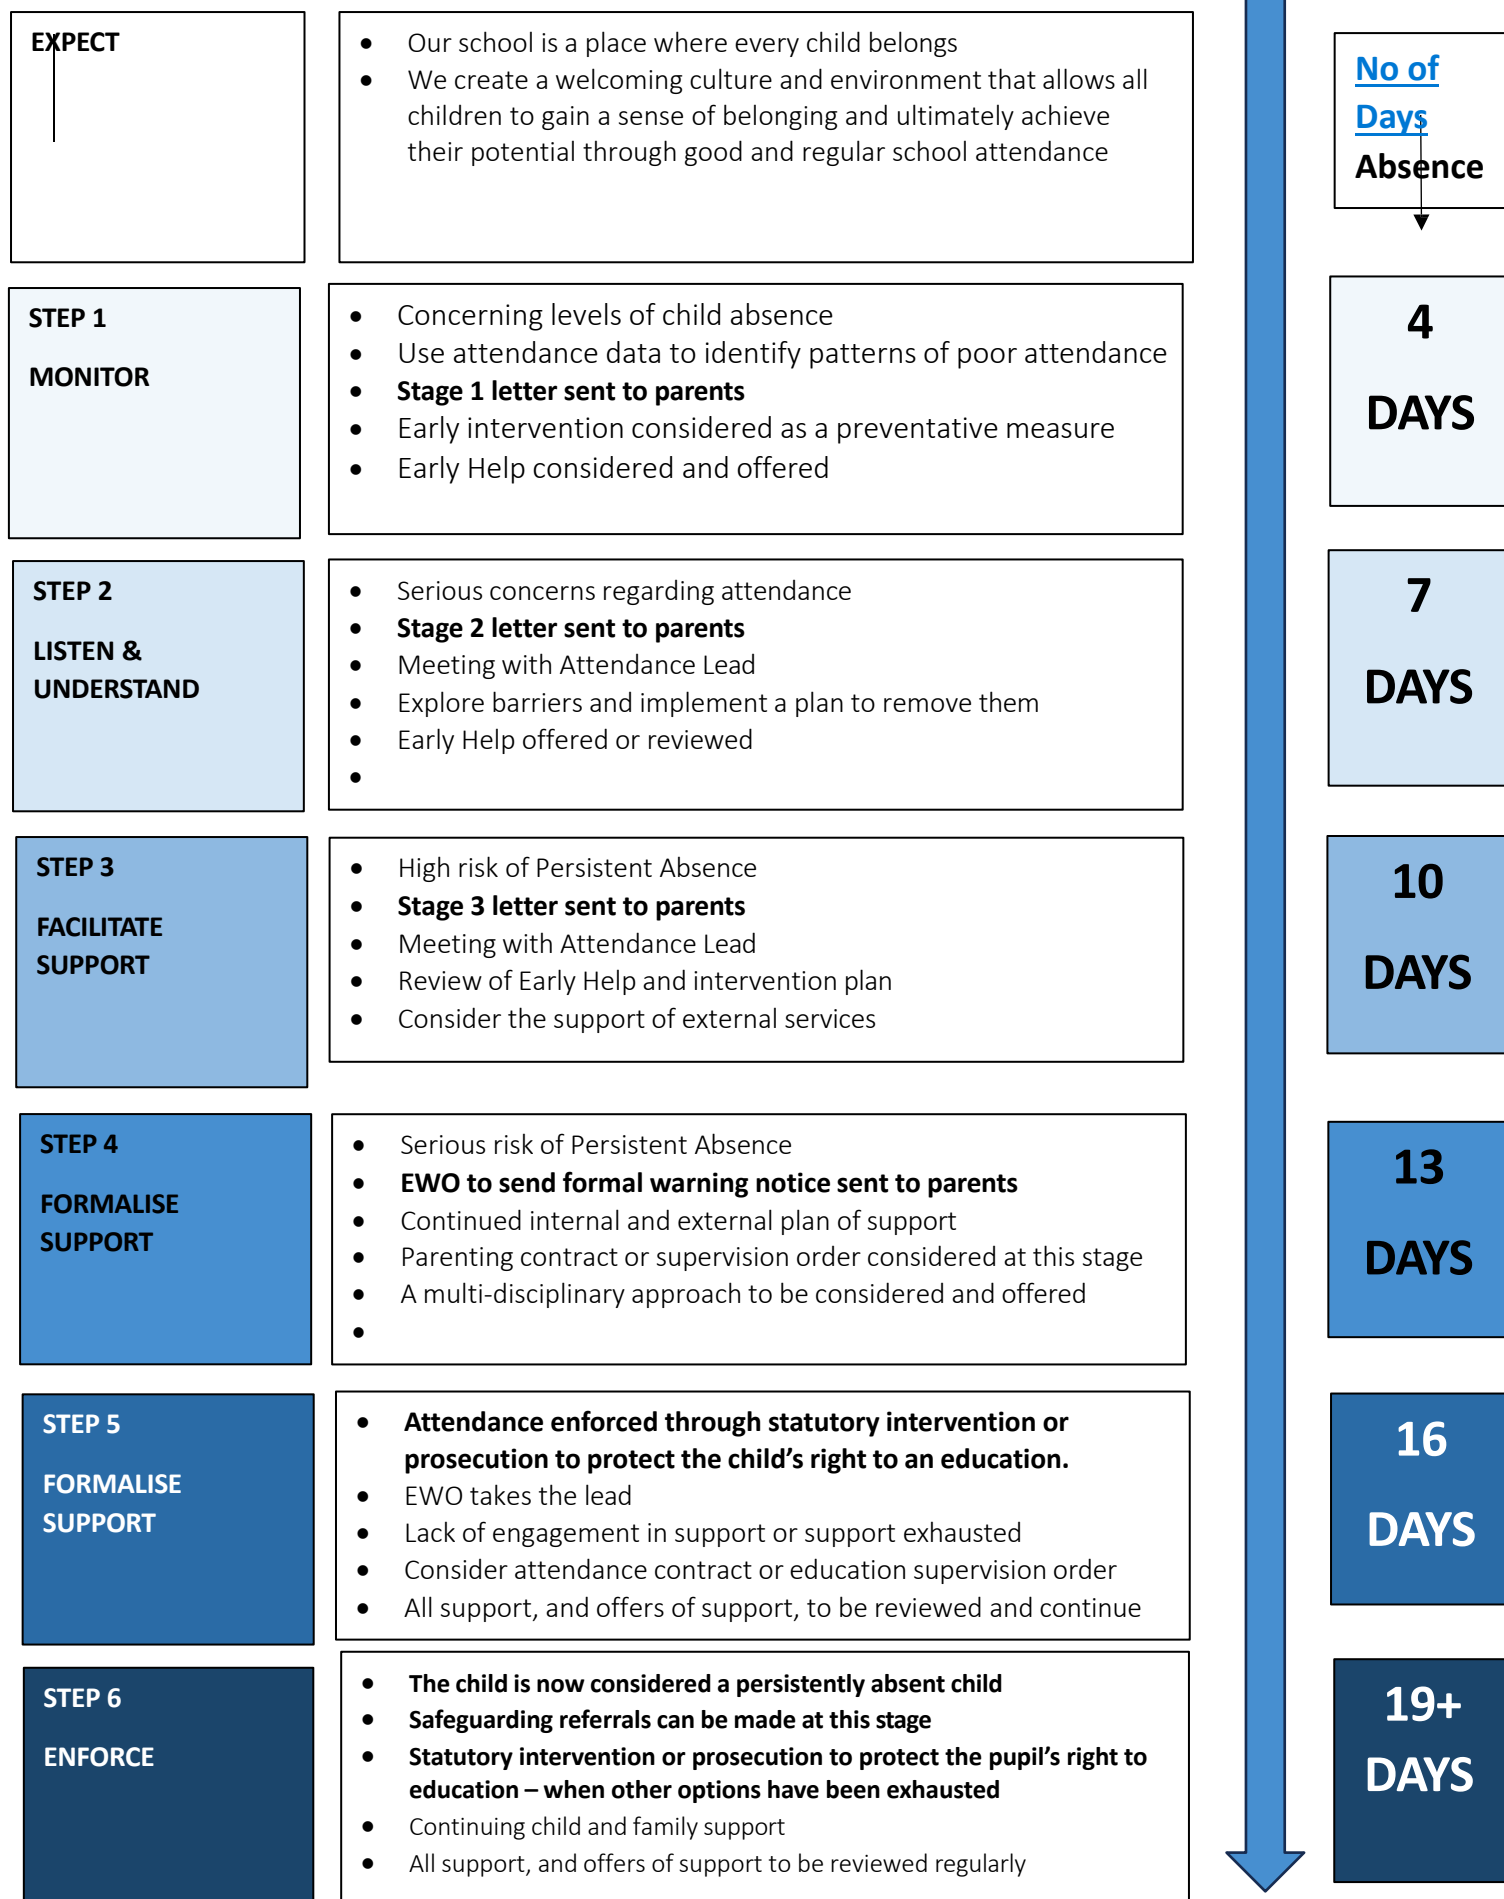 EXPECT
• Our school is a place where every child belongs
• We create a welcoming culture and environment that allows all
children to gain a sense of belonging and ultimately achieve
their potential through good and regular school attendance
No of
Days
Absence
STEP 1
MONITOR
• Concerning levels of child absence
• Use attendance data to identify patterns of poor attendance
• Stage 1 letter sent to parents
• Early intervention considered as a preventative measure
• Early Help considered and offered
4
DAYS
STEP 2
LISTEN &
UNDERSTAND
• Serious concerns regarding attendance
• Stage 2 letter sent to parents
• Meeting with Attendance Lead
• Explore barriers and implement a plan to remove them
• Early Help offered or reviewed
•
7
DAYS
STEP 3
FACILITATE
SUPPORT
• High risk of Persistent Absence
• Stage 3 letter sent to parents
• Meeting with Attendance Lead
• Review of Early Help and intervention plan
• Consider the support of external services
10
DAYS
STEP 4
FORMALISE
SUPPORT
• Serious risk of Persistent Absence
• EWO to send formal warning notice sent to parents
• Continued internal and external plan of support
• Parenting contract or supervision order considered at this stage
• A multi-disciplinary approach to be considered and offered
•
13
DAYS
STEP 5
FORMALISE
SUPPORT
• Attendance enforced through statutory intervention or
prosecution to protect the child’s right to an education.
• EWO takes the lead
• Lack of engagement in support or support exhausted
• Consider attendance contract or education supervision order
• All support, and offers of support, to be reviewed and continue
16
DAYS
STEP 6
ENFORCE
• The child is now considered a persistently absent child
• Safeguarding referrals can be made at this stage
• Statutory intervention or prosecution to protect the pupil’s right to
education – when other options have been exhausted
• Continuing child and family support
• All support, and offers of support to be reviewed regularly
19+
DAYS